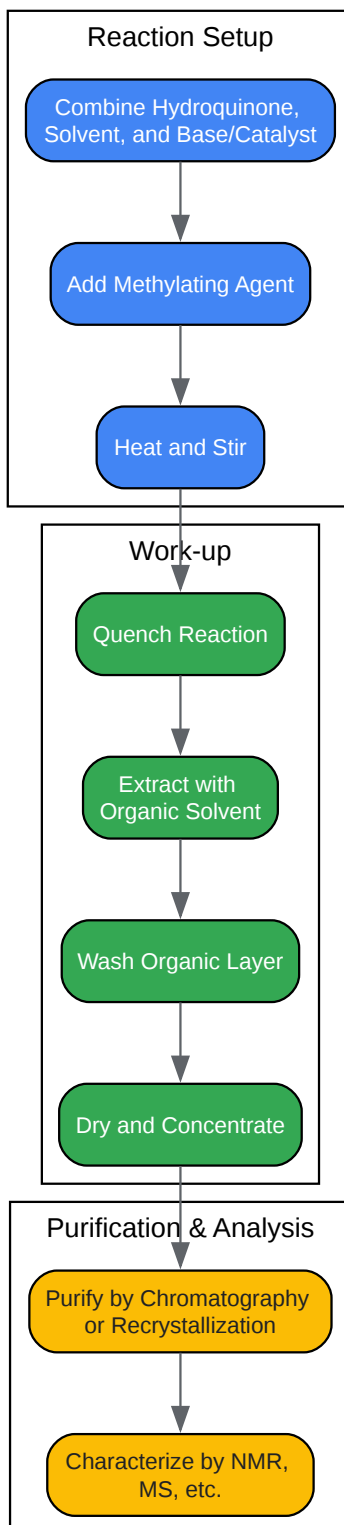 Reaction Setup
Combine Hydroquinone,
Solvent, and Base/Catalyst
Add Methylating Agent
Heat and Stir
Work-up
Quench Reaction
Extract with
Organic Solvent
Wash Organic Layer
Dry and Concentrate
Purification & Analysis
Purify by Chromatography
or Recrystallization
Characterize by NMR,
MS, etc.